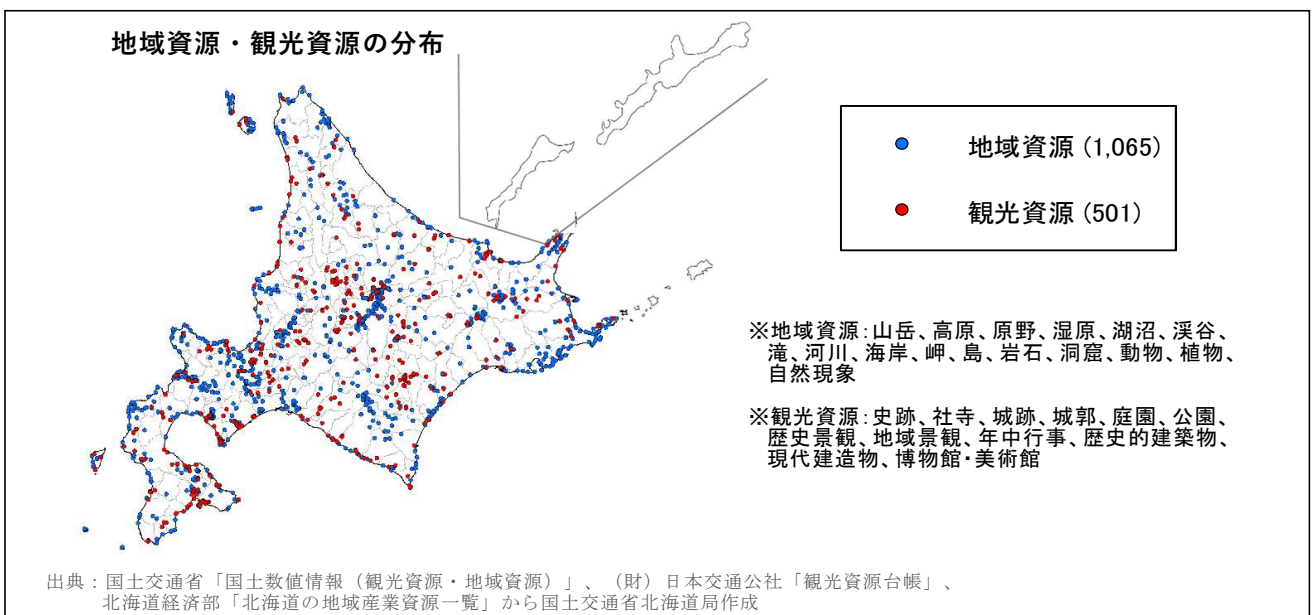 地域資源・観光資源の分布
地域資源 (1,065)
観光資源 (501)
※地域資源:山岳、高原、原野、湿原、湖沼、渓谷、
滝、河川、海岸、岬、島、岩石、洞窟、動物、植物、
自然現象
※観光資源:史跡、社寺、城跡、城郭、庭園、公園、
歴史景観、地域景観、年中行事、歴史的建築物、
現代建造物、博物館・美術館
出典:国土交通省「国土数値情報(観光資源・地域資源)」、(財)日本交通公社「観光資源台帳」、
北海道経済部「北海道の地域産業資源一覧」から国土交通省北海道局作成